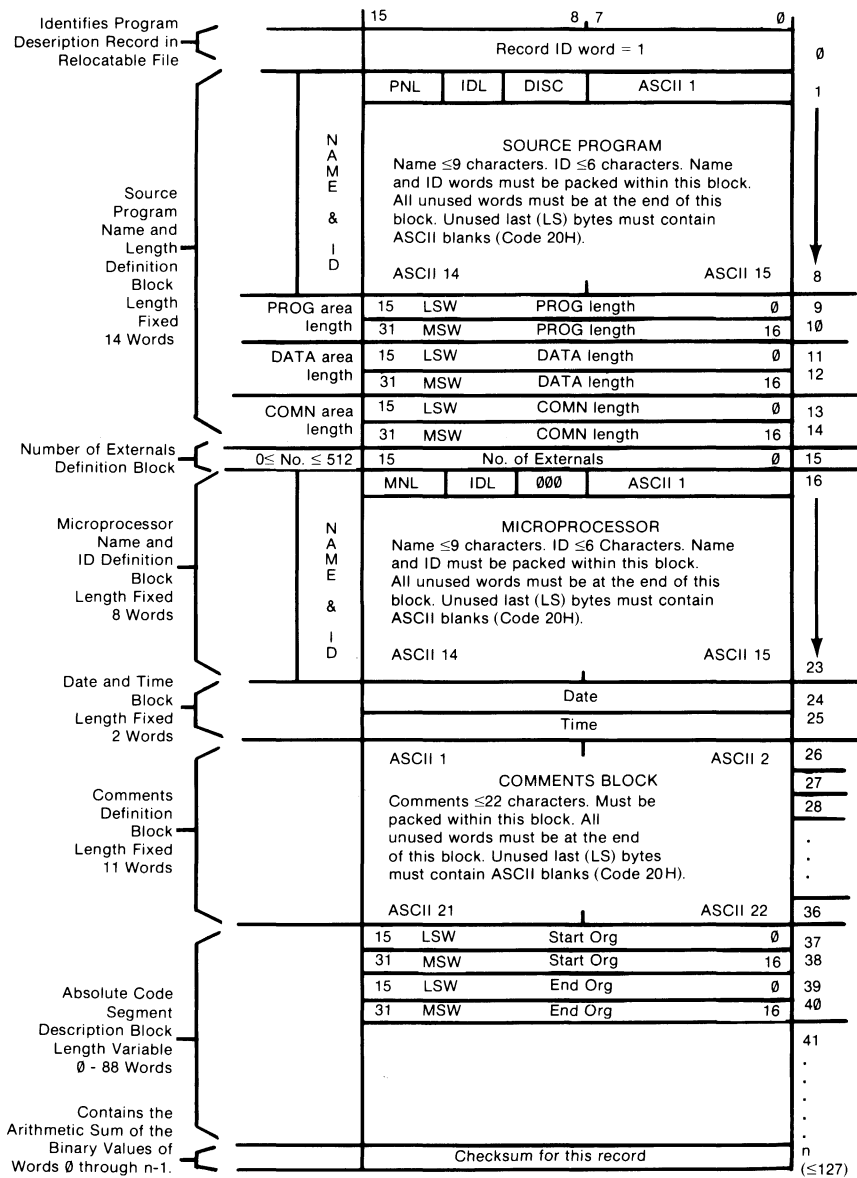 15 8 7 Ø
Identifies Program
Deseription Record in
Relocatable File
Record ID word = 1 Ø
PNL IDL DISC ASCII 1 1
NAME & ID
SOURCE PROGRAM
Name ≤9 characters. ID ≤6 characters. Name
and ID words must be packed within this block.
All unused words must be at the end of this
block. Unused last (LS) bytes must contain
ASCII blanks (Code 20H).
ASCII 14 ASCII 15 8
Source
Program
Name and
Length
Definition
Block
Length
Fixed
14 Words
PROG area
length
15 LSW PROG length Ø 9
31 MSW PROG length 16 1Ø
DATA area
length
15 LSW DATA length Ø 11
31 MSW DATA length 16 12
COMN area
length
15 LSW COMN length Ø 13
31 MSW COMN length 16 14
Number of Externals
Definition Block
0≤ No. ≤ 512 15 No. of Externals Ø 15
MNL IDL ØØØ ASCII 1 16
Microprocessor
Name and
ID Definition
Block
Length Fixed
8 Words
NAME & ID
MICROPROCESSOR
Name ≤9 characters. ID ≤6 Characters. Name
and ID must be packed within this block.
All unused words must be at the end of this
block. Unused last (LS) bytes must contain
ASCII blanks (Code 20H).
ASCII 14 ASCII 15 23
Date and Time
Block
Length Fixed
2 Words
Date 24
Time 25
ASCII 1 ASCII 2 26
27
28
Comments
Definition
Block
Length Fixed
11 Words
COMMENTS BLOCK
Comments ≤22 characters. Must be
packed within this block. All
unused words must be at the end
of this block. Unused last (LS) bytes
must contain ASCII blanks (Code 20H).
ASCII 21 ASCII 22 36
15 LSW Start Org Ø 37
31 MSW Start Org 16 38
15 LSW End Org Ø 39
31 MSW End Org 16 4Ø
Absolute Code
Segment
Description Block
Length Variable
Ø - 88 Words
41
Contains the
Arithmetic Sum of the
Binary Values of
Words Ø through n-1.
Checksum for this record n
(≤127)